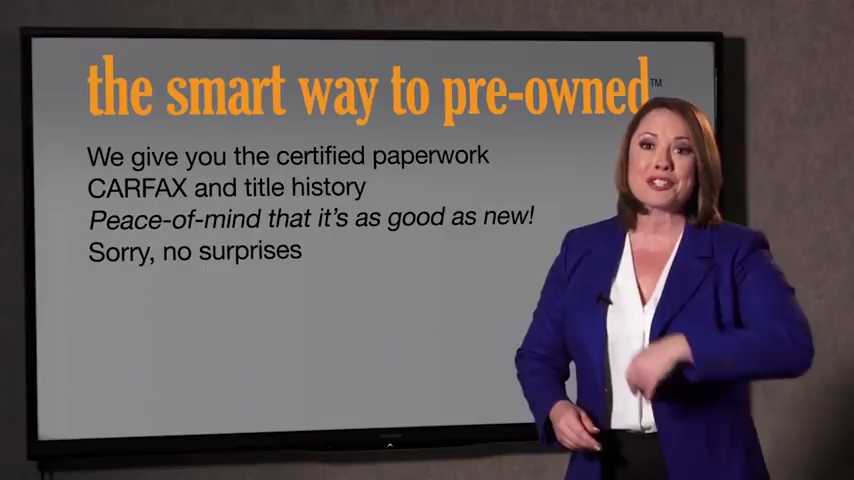 the smart way to pre-owned™
We give you the certified paperwork
CARFAX and title history
Peace-of-mind that it's as good as new!
Sorry, no surprises